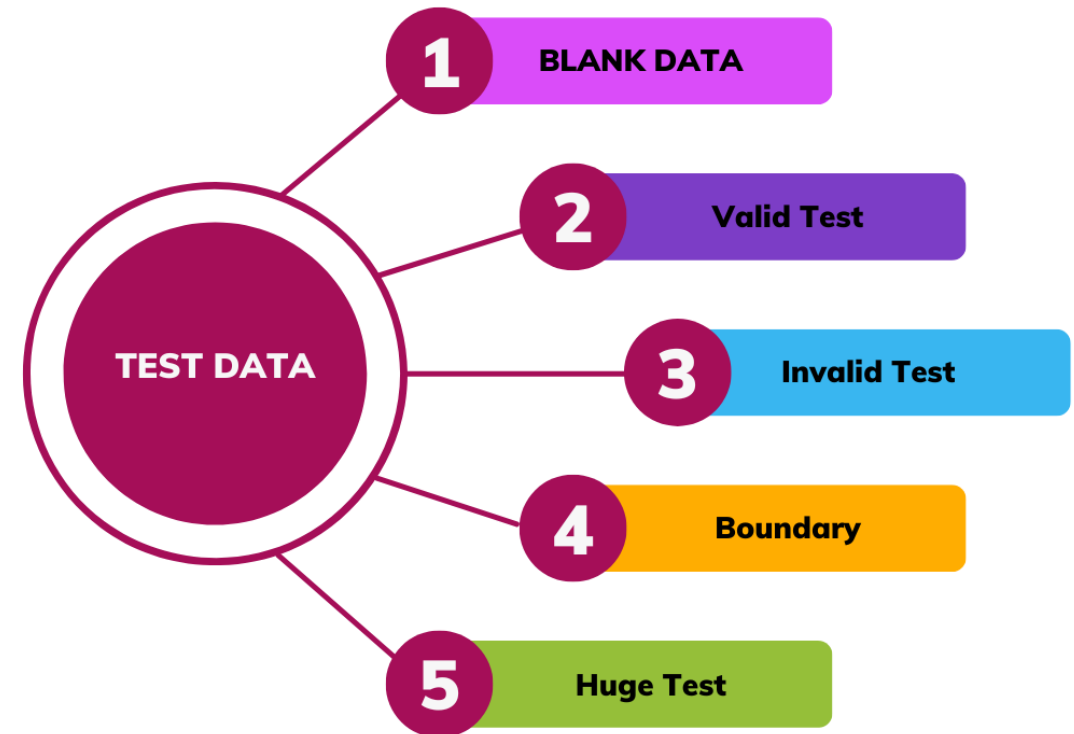 1
BLANK DATA
2
Valid Test
TEST DATA
3
Invalid Test
4
Boundary
5
Huge Test